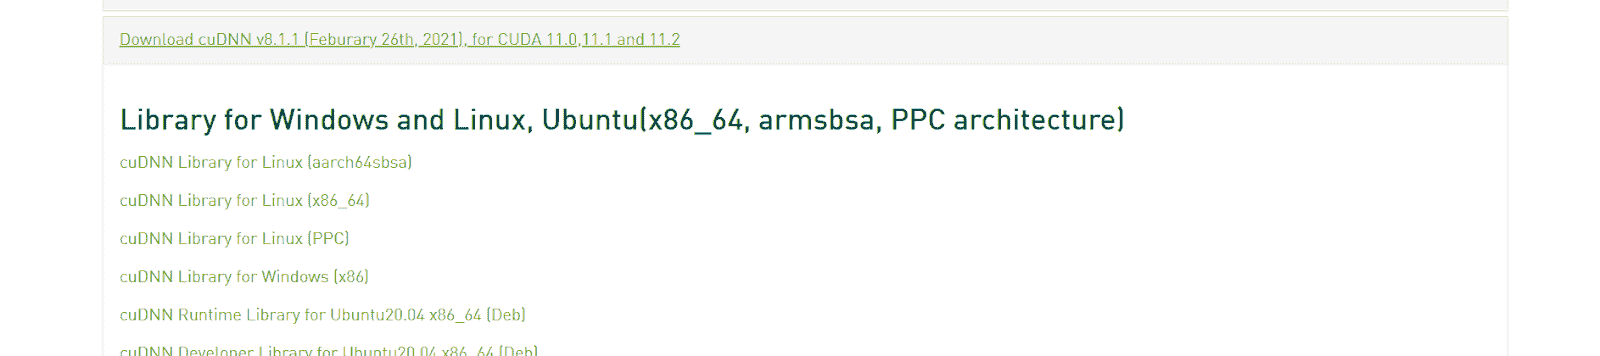 Download cuDNN v8.1.1 (Feburary 26th, 2021), for CUDA 11.0,11.1 and 11.2
Library for Windows and Linux, Ubuntu(x86_64, armsbsa, PPC architecture)
cuDNN Library for Linux (aarch64sbsa)
cuDNN Library for Linux (x86_64)
cuDNN Library for Linux (PPC)
cuDNN Library for Windows (x86)
cuDNN Runtime Library for Ubuntu20.04 x86_64 (Deb)
cuDNN Developer Library for Ubuntu20.04 x86_64 (Deb)